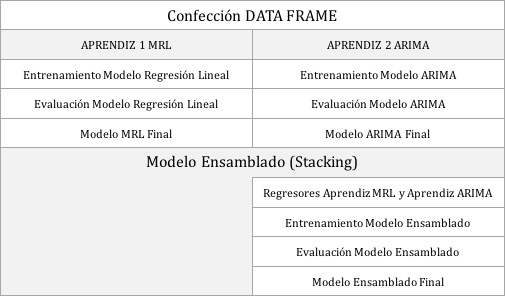 Confección DATA FRAME
APRENDIZ 1 MRL
APRENDIZ 2 ARIMA
Entrenamiento Modelo Regresión Lineal
Entrenamiento Modelo ARIMA
Evaluación Modelo Regresión Lineal
Evaluación Modelo ARIMA
Modelo MRL Final
Modelo ARIMA Final
Modelo Ensamblado (Stacking)
Regresores Aprendiz MRL y Aprendiz ARIMA
Entrenamiento Modelo Ensamblado
Evaluación Modelo Ensamblado
Modelo Ensamblado Final